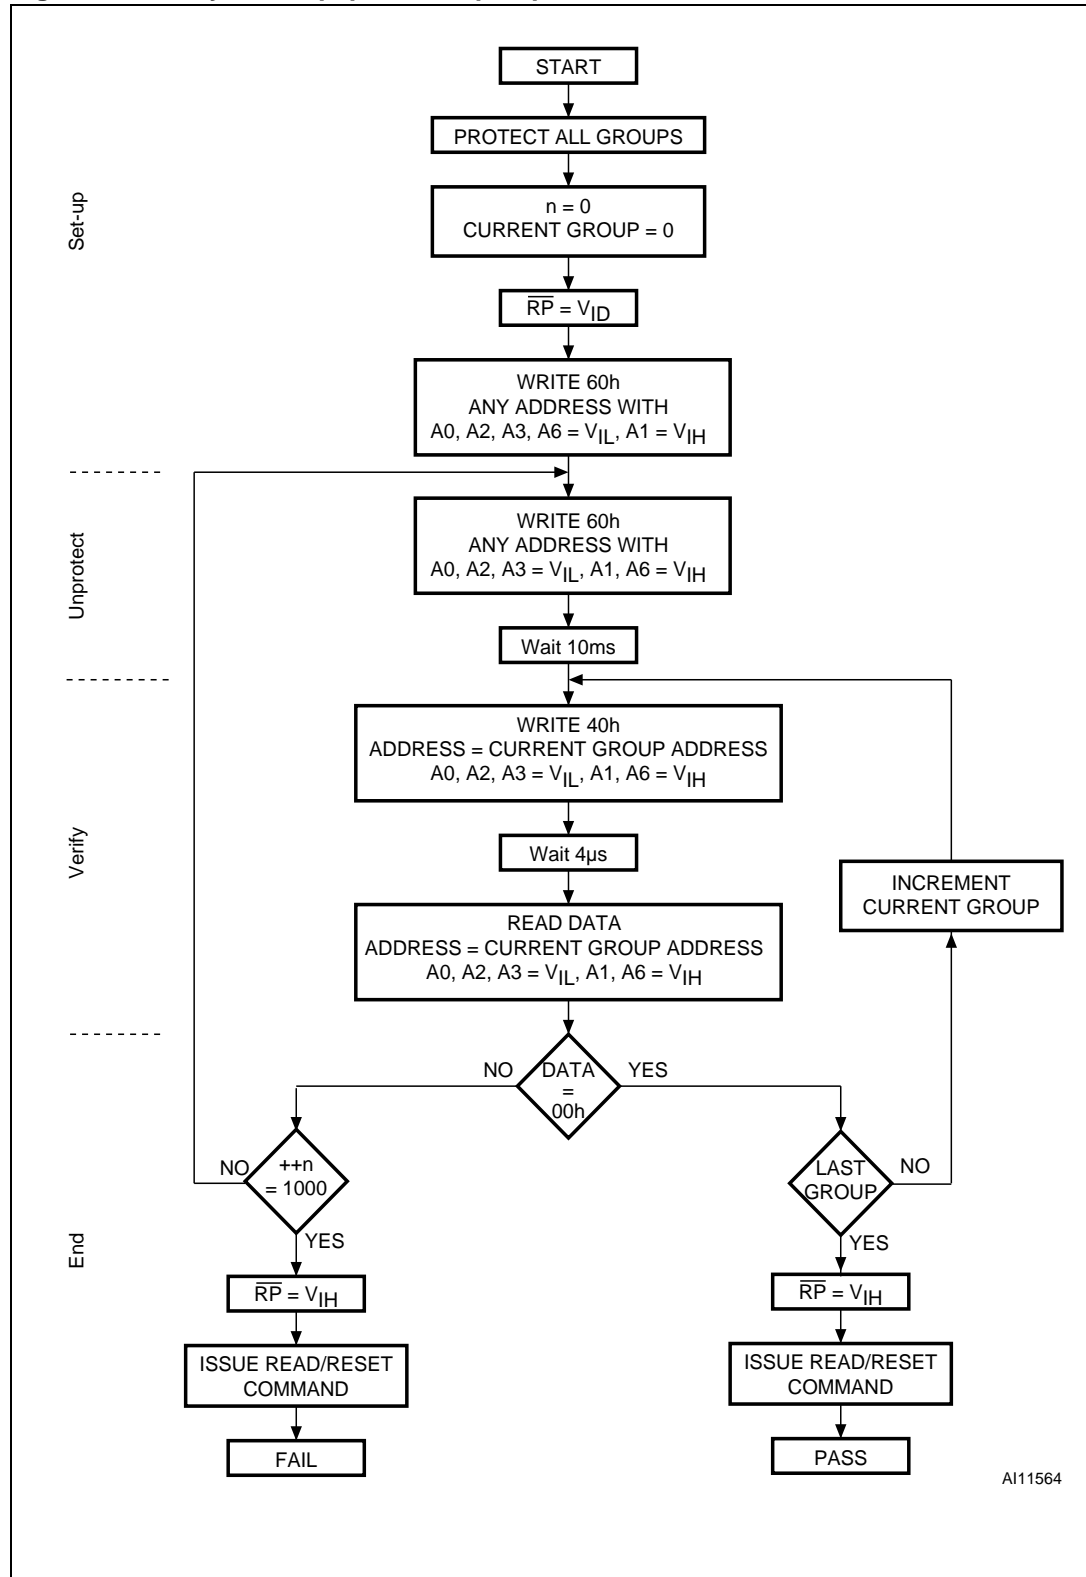 START
PROTECT ALL GROUPS
Set-up
n = 0
CURRENT GROUP = 0
RP = VID
WRITE 60h
ANY ADDRESS WITH
A0, A2, A3, A6 = VIL, A1 = VIH
Unprotect
WRITE 60h
ANY ADDRESS WITH
A0, A2, A3 = VIL, A1, A6 = VIH
Wait 10ms
Verify
WRITE 40h
ADDRESS = CURRENT GROUP ADDRESS
A0, A2, A3 = VIL, A1, A6 = VIH
Wait 4µs
INCREMENT
CURRENT GROUP
READ DATA
ADDRESS = CURRENT GROUP ADDRESS
A0, A2, A3 = VIL, A1, A6 = VIH
End
NO
DATA
=
00h
YES
NO
++n
= 1000
YES
LAST
GROUP
NO
YES
RP = VIH
RP = VIH
ISSUE READ/RESET
COMMAND
ISSUE READ/RESET
COMMAND
FAIL
PASS
AI11564